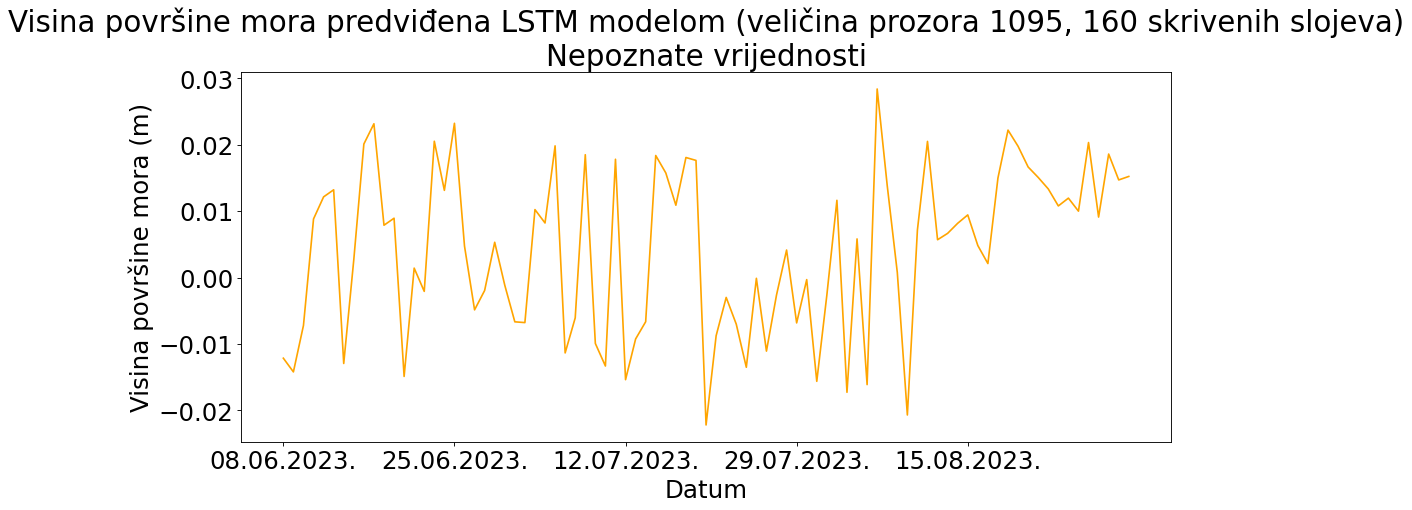 Visina površine mora predviđena LSTM modelom (veličina prozora 1095, 160 skrivenih slojeva)
Nepoznate vrijednosti
Visina površine mora (m)
0.03
0.02
0.01
0.00
−0.01
−0.02
08.06.2023. 25.06.2023. 12.07.2023. 29.07.2023. 15.08.2023.
Datum